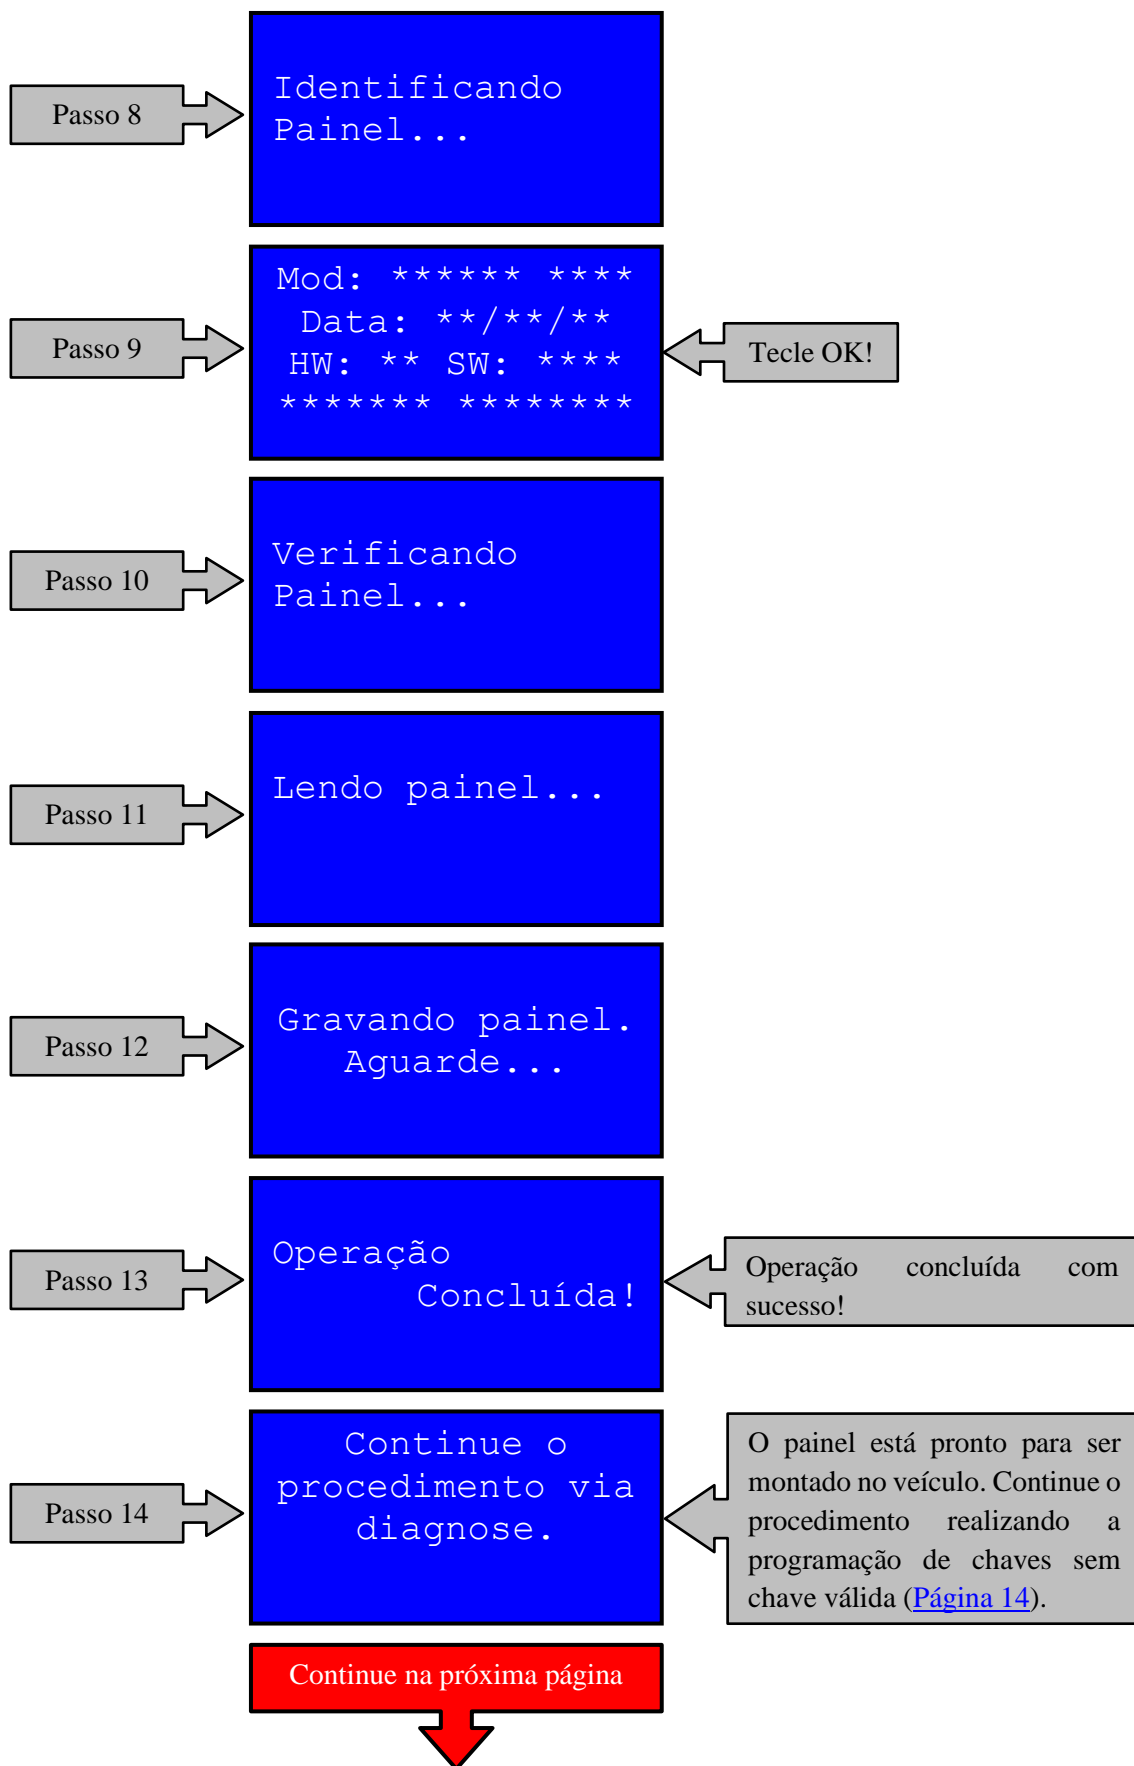 Passo 8
Identificando
Painel...
Passo 9
Mod: ****** ****
Data: **/**/**
HW: ** SW: ****
******* ********
Tecle OK!
Passo 10
Verificando
Painel...
Passo 11
Lendo painel...
Passo 12
Gravando painel.
Aguarde...
Passo 13
Operação
Concluída!
Operação concluída com
sucesso!
Passo 14
Continue o
procedimento via
diagnose.
O painel está pronto para ser
montado no veículo. Continue o
procedimento realizando a
programação de chaves sem
chave válida (Página 14).
Continue na próxima página